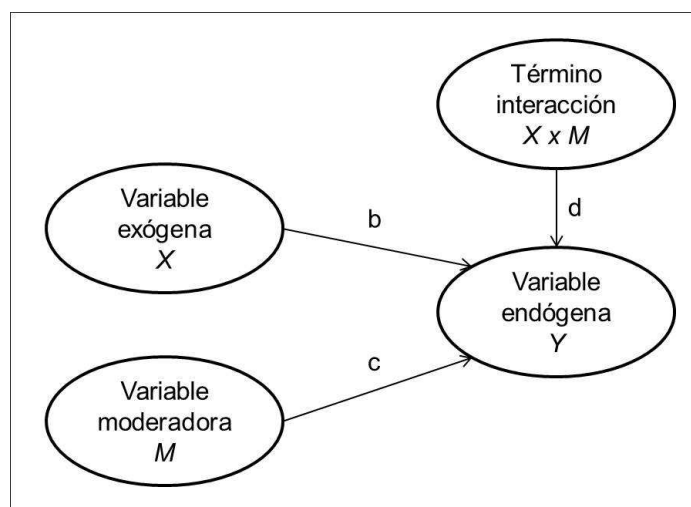 Término
interacción
X x M
Variable
exógena
X
b
d
Variable
endógena
Y
c
Variable
moderadora
M